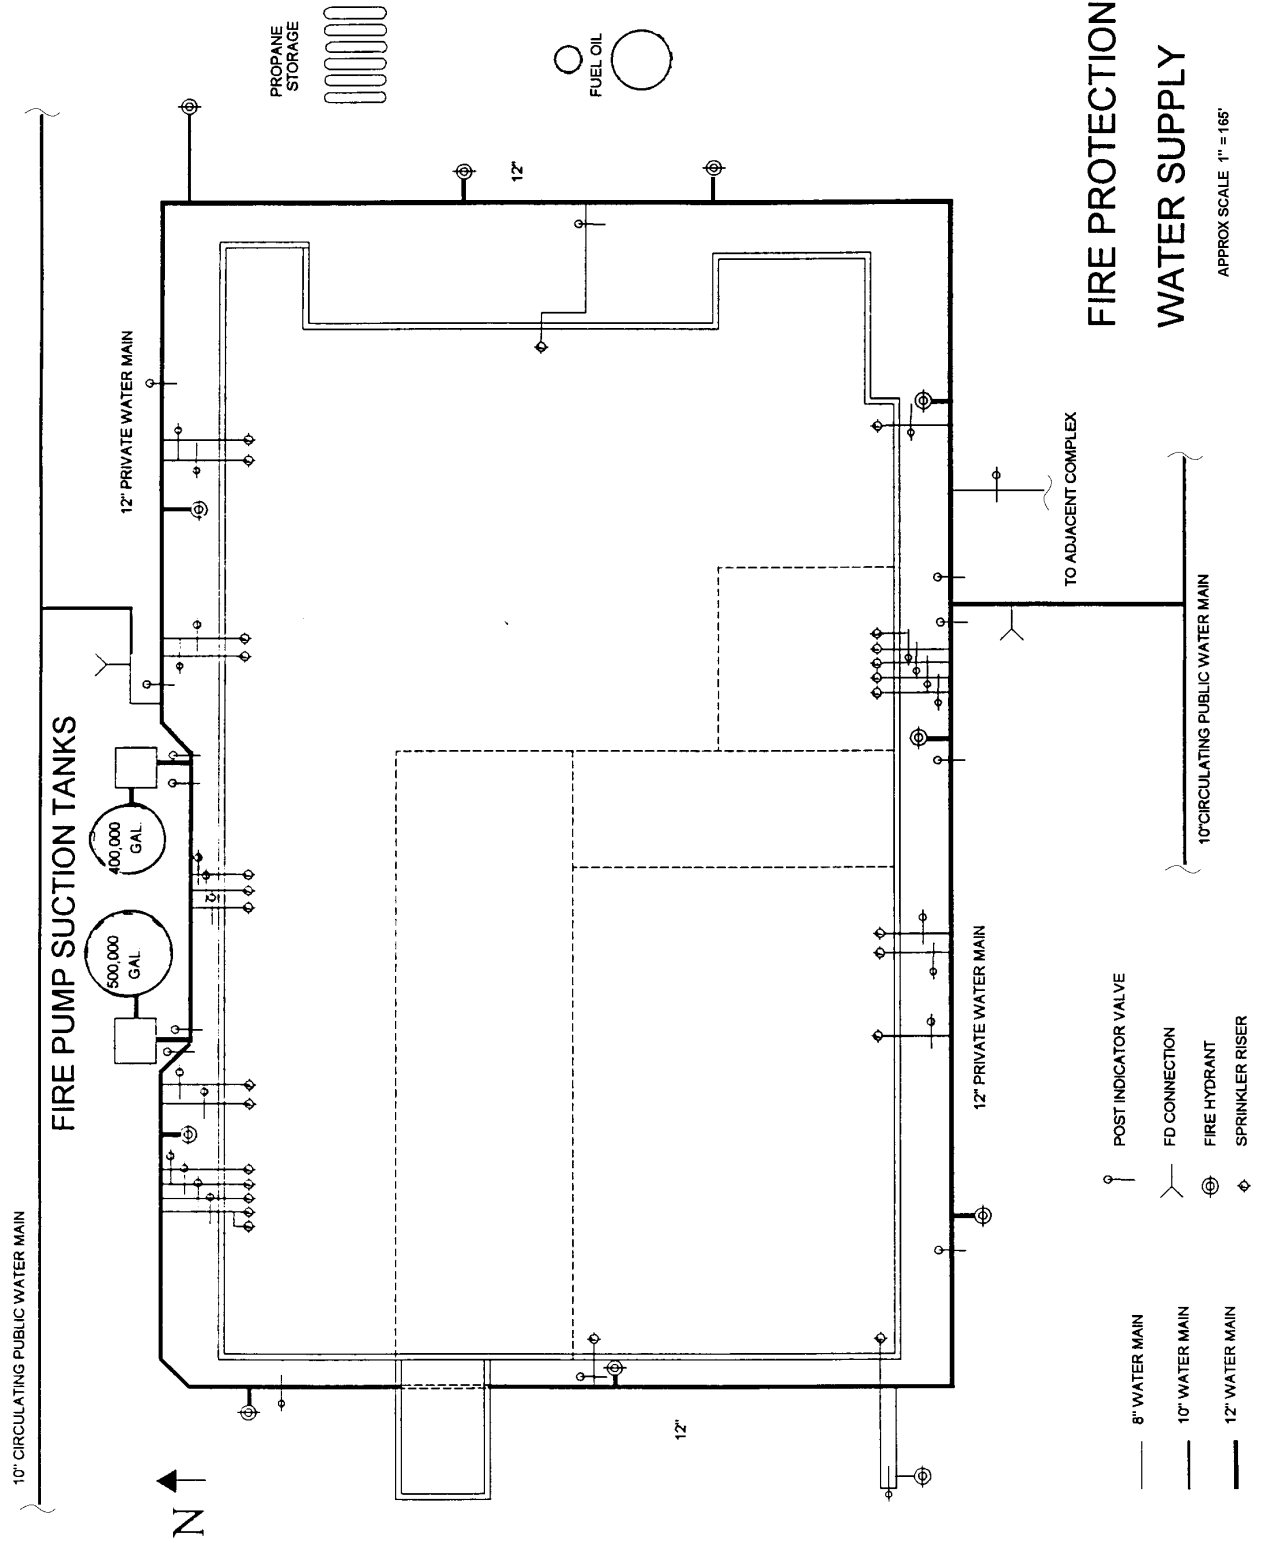 10" CIRCULATING PUBLIC WATER MAIN
FIRE PUMP SUCTION TANKS
500,000
GAL.
400,000
GAL.
12" PRIVATE WATER MAIN
PROPANE
STORAGE
FUEL OIL
12"
N
12"
12" PRIVATE WATER MAIN
TO ADJACENT COMPLEX
10"CIRCULATING PUBLIC WATER MAIN
8" WATER MAIN
10" WATER MAIN
12" WATER MAIN
POST INDICATOR VALVE
FD CONNECTION
FIRE HYDRANT
SPRINKLER RISER
FIRE PROTECTION
WATER SUPPLY
APPROX SCALE 1" = 165'